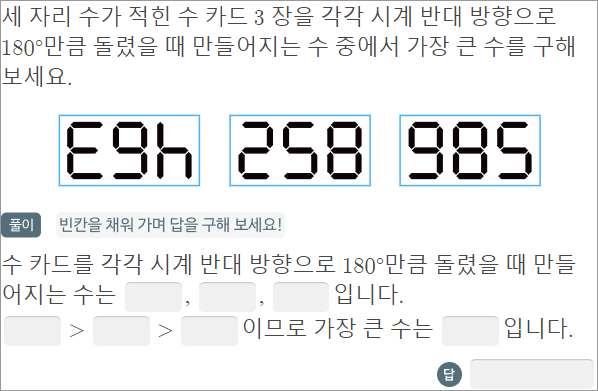 세 자리 수가 적힌 수 카드 3 장을 각각 시계 반대 방향으로
180°만큼 돌렸을 때 만들어지는 수 중에서 가장 큰 수를 구해
보세요.
E9h 258 985
풀이 빈칸을 채워 가며 답을 구해 보세요!
수 카드를 각각 시계 반대 방향으로 180°만큼 돌렸을 때 만들
어지는 수는 , , 입니다.
> > 이므로 가장 큰 수는 입니다.
답